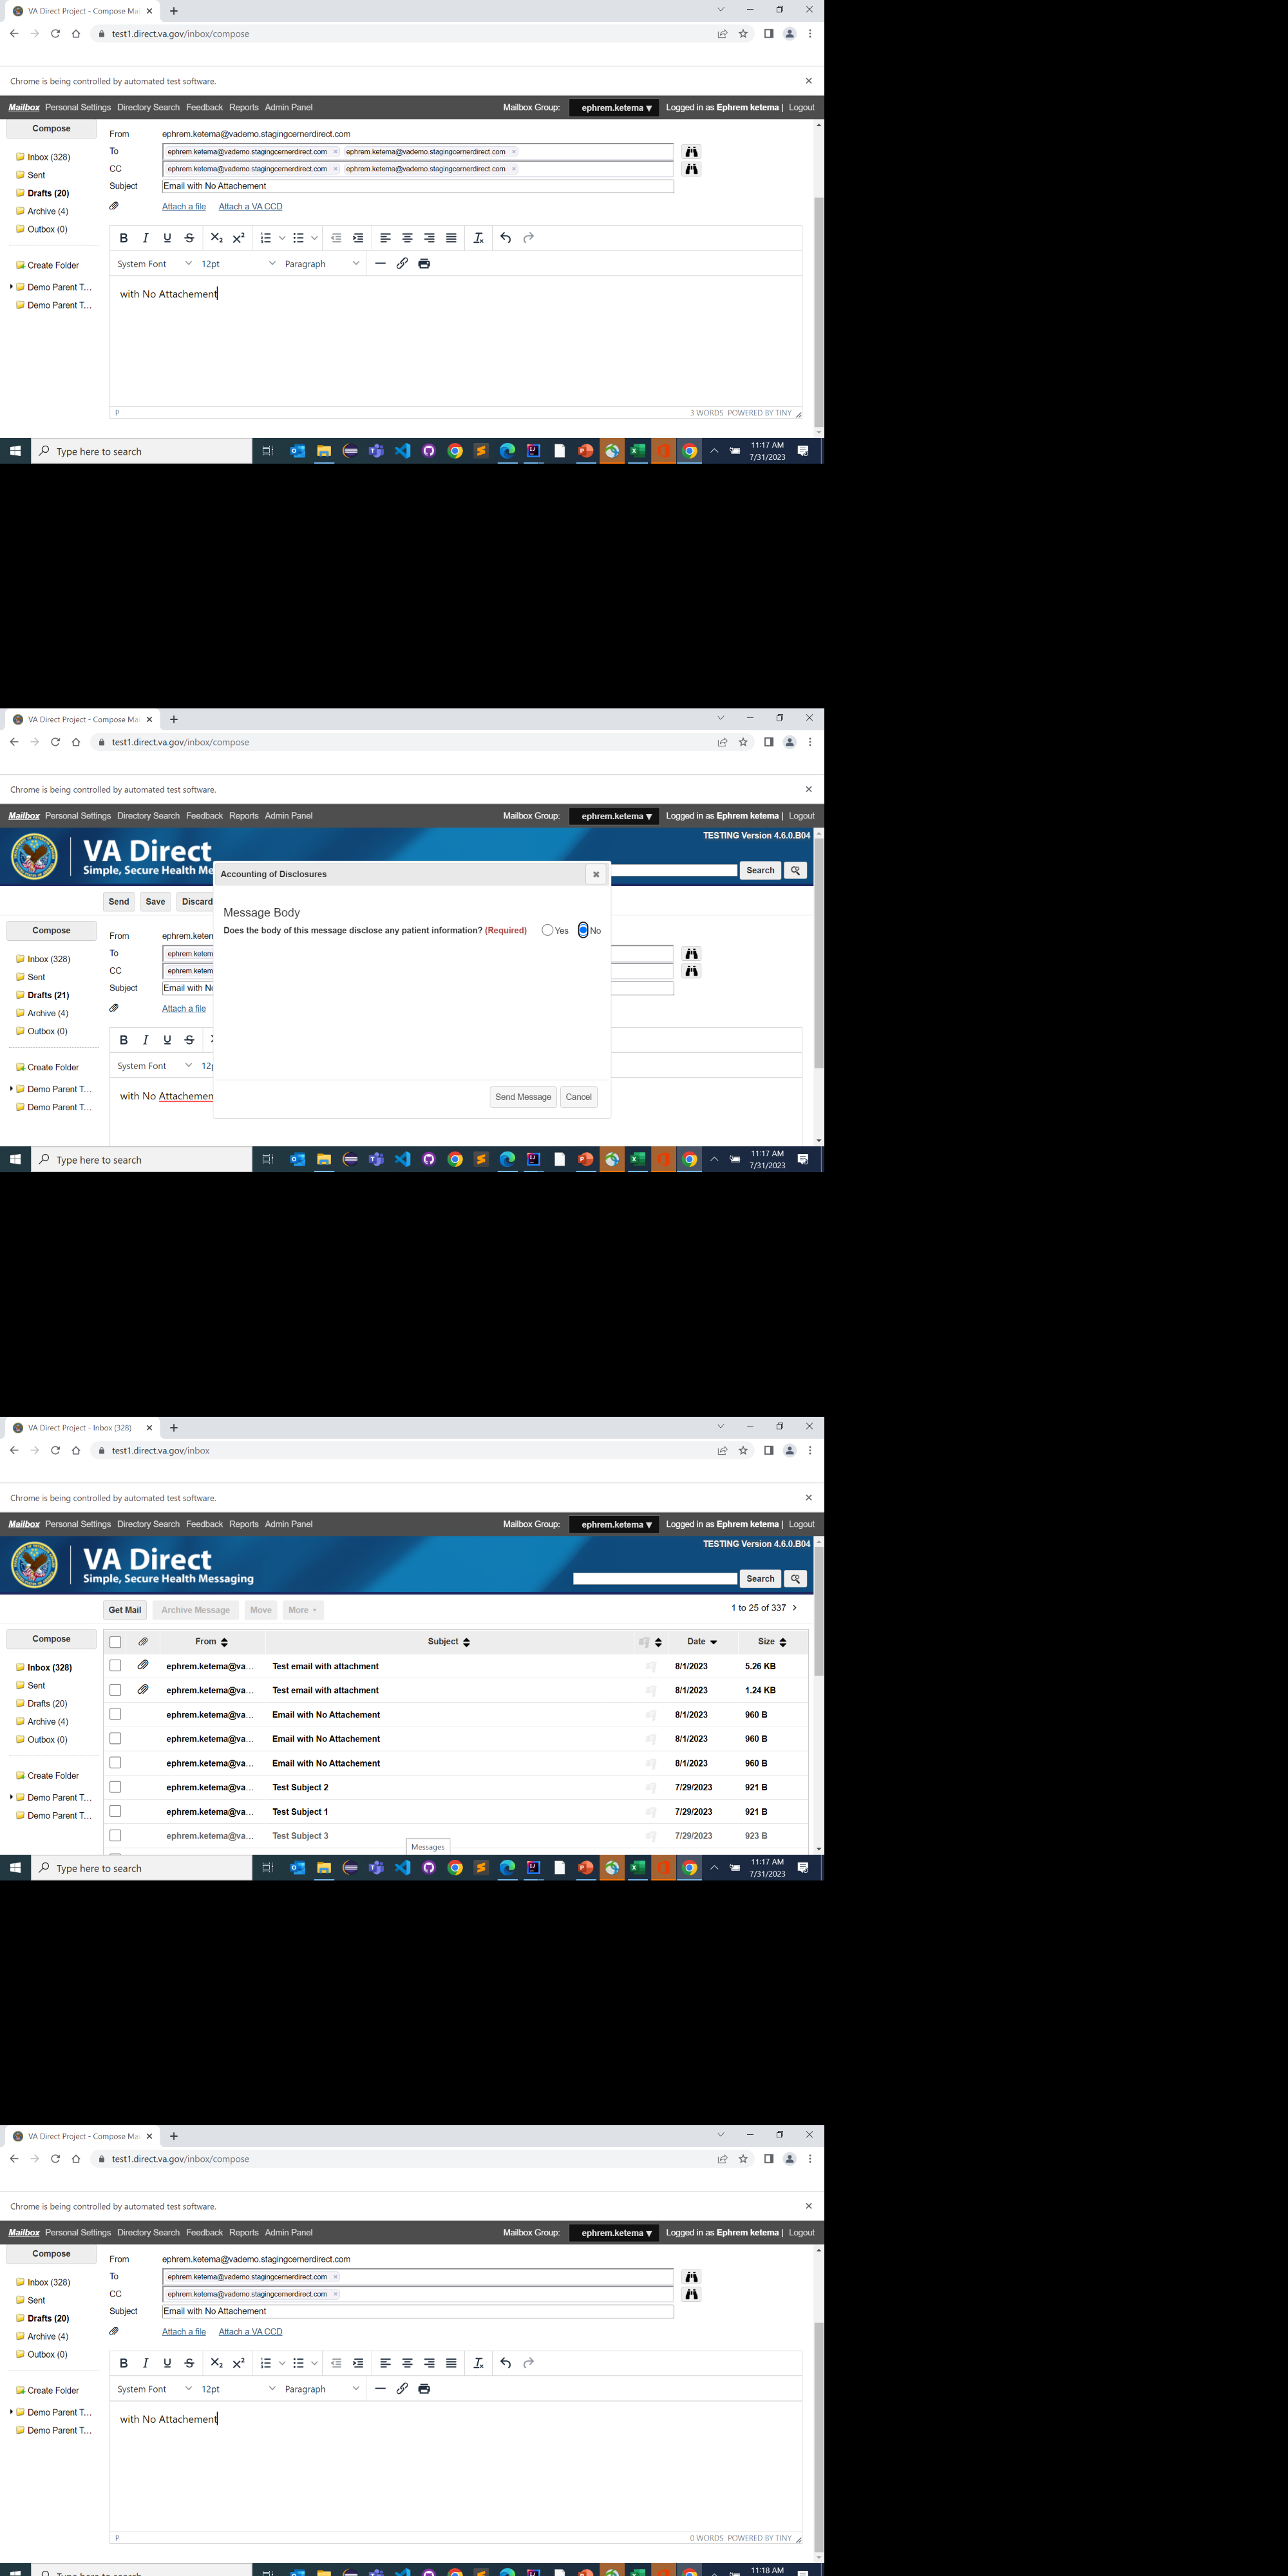 VA Direct Project - Compose Ma
test1.direct.va.gov/inbox/compose
Chrome is being controlled by automated test software.
Mailbox Personal Settings Directory Search Feedback Reports Admin Panel Mailbox Group: ephrem.ketema ▼ Logged in as Ephrem ketema | Logout
Compose
From ephrem.ketema@vademo.stagingcernerdirect.com
Inbox (328)
To ephrem.ketema@vademo.stagingcernerdirect.com × ephrem.ketema@vademo.stagingcernerdirect.com ×
Sent
CC ephrem.ketema@vademo.stagingcernerdirect.com × ephrem.ketema@vademo.stagingcernerdirect.com ×
Drafts (20)
Subject Email with No Attachement
Archive (4)
Attach a file Attach a VA CCD
Outbox (0)
B I U S X₂ X²
Create Folder
System Font 12pt Paragraph
Demo Parent T...
with No Attachement
Demo Parent T...
P 3 WORDS POWERED BY TINY
Type here to search
11:17 AM
7/31/2023
VA Direct Project - Compose Ma
test1.direct.va.gov/inbox/compose
Chrome is being controlled by automated test software.
Mailbox Personal Settings Directory Search Feedback Reports Admin Panel Mailbox Group: ephrem.ketema ▼ Logged in as Ephrem ketema | Logout
TESTING Version 4.6.0.B04
VA Direct
Simple, Secure Health Me
Search
Accounting of Disclosures
Send Save Discard
Message Body
Does the body of this message disclose any patient information? (Required) Yes No
Compose
From ephrem.keter
Inbox (328)
To ephrem.ketem
Sent
CC ephrem.ketem
Drafts (21)
Subject Email with No
Archive (4)
Attach a file
Outbox (0)
B I U S
Create Folder
System Font 12p
Demo Parent T...
with No Attachemen
Send Message Cancel
Demo Parent T...
Type here to search
11:17 AM
7/31/2023
VA Direct Project - Inbox (328)
test1.direct.va.gov/inbox
Chrome is being controlled by automated test software.
Mailbox Personal Settings Directory Search Feedback Reports Admin Panel Mailbox Group: ephrem.ketema ▼ Logged in as Ephrem ketema | Logout
TESTING Version 4.6.0.B04
VA Direct
Simple, Secure Health Messaging
Search
Get Mail Archive Message Move More 1 to 25 of 337
Compose
From Subject Date Size
Inbox (328)
ephrem.ketema@va... Test email with attachment 8/1/2023 5.26 KB
Sent
ephrem.ketema@va... Test email with attachment 8/1/2023 1.24 KB
Drafts (20)
ephrem.ketema@va... Email with No Attachement 8/1/2023 960 B
Archive (4)
Outbox (0)
ephrem.ketema@va... Email with No Attachement 8/1/2023 960 B
ephrem.ketema@va... Email with No Attachement 8/1/2023 960 B
Create Folder
ephrem.ketema@va... Test Subject 2 7/29/2023 921 B
Demo Parent T...
ephrem.ketema@va... Test Subject 1 7/29/2023 921 B
Demo Parent T...
ephrem.ketema@va... Test Subject 3 7/29/2023 923 B
Messages
Type here to search
11:17 AM
7/31/2023
VA Direct Project - Compose Ma
test1.direct.va.gov/inbox/compose
Chrome is being controlled by automated test software.
Mailbox Personal Settings Directory Search Feedback Reports Admin Panel Mailbox Group: ephrem.ketema ▼ Logged in as Ephrem ketema | Logout
Compose
From ephrem.ketema@vademo.stagingcernerdirect.com
Inbox (328)
To ephrem.ketema@vademo.stagingcernerdirect.com ×
Sent
CC ephrem.ketema@vademo.stagingcernerdirect.com ×
Drafts (20)
Subject Email with No Attachement
Archive (4)
Attach a file Attach a VA CCD
Outbox (0)
B I U S X₂ X²
Create Folder
System Font 12pt Paragraph
Demo Parent T...
with No Attachement
Demo Parent T...
P 0 WORDS POWERED BY TINY
11:18 AM